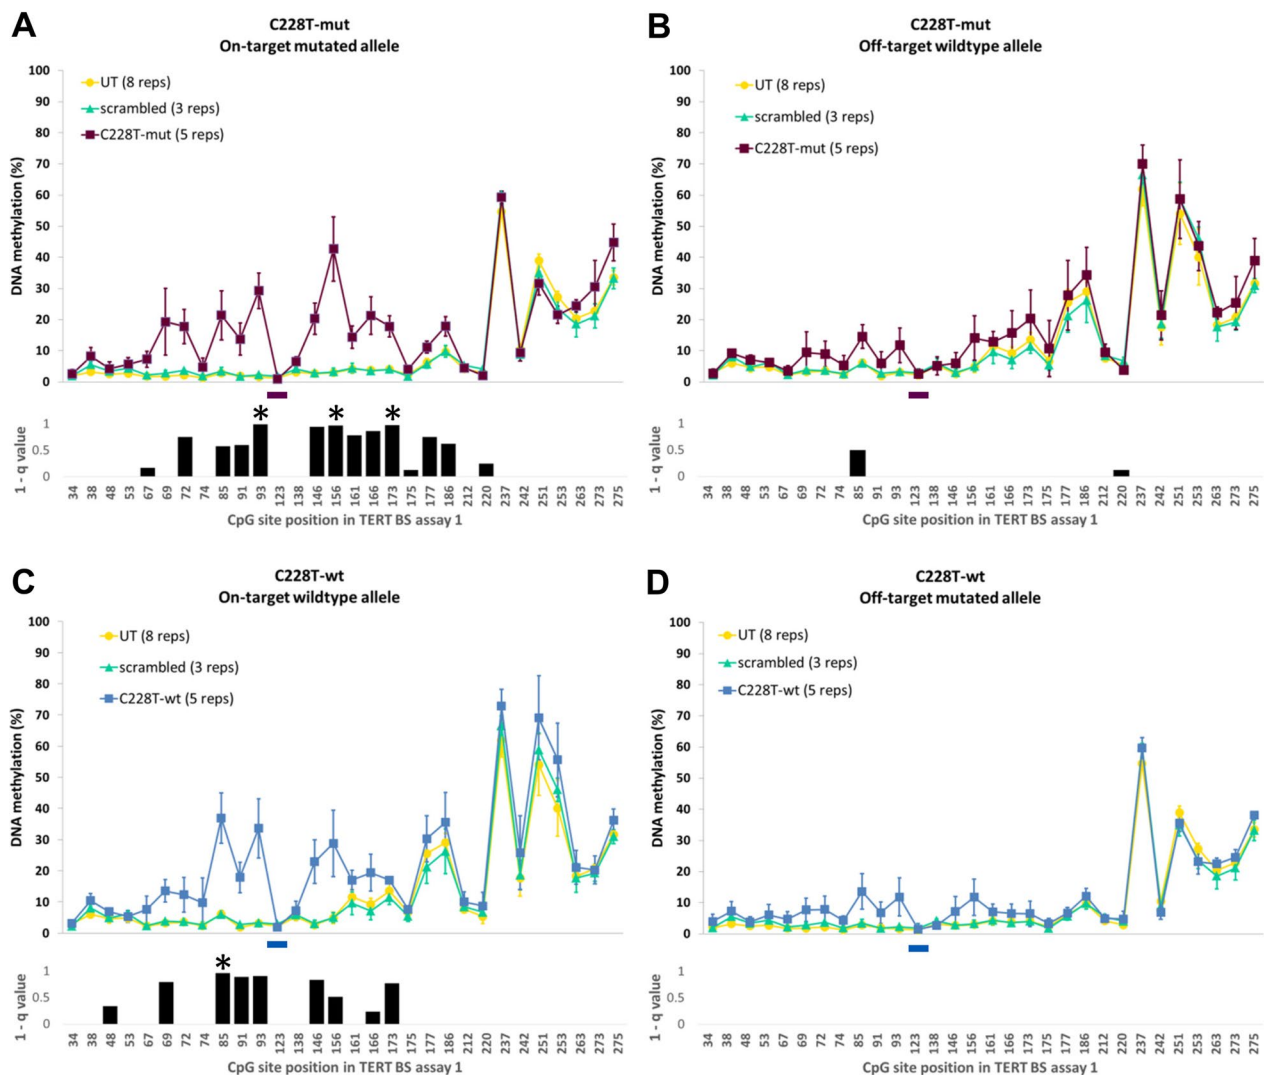 A
C228T-mut
On-target mutated allele
100
90
80
70
60
50
40
30
20
10
0
DNA methylation (%)
UT (8 reps)
scrambled (3 reps)
C228T-mut (5 reps)
* * *
1
0.5
0
1 - q value
34 38 48 53 67 69 72 74 85 91 93 123 138 146 156 161 166 173 175 177 186 212 220 237 242 251 253 263 273 275
CpG site position in TERT BS assay 1
B
C228T-mut
Off-target wildtype allele
100
90
80
70
60
50
40
30
20
10
0
DNA methylation (%)
UT (8 reps)
scrambled (3 reps)
C228T-mut (5 reps)
1
0.5
0
1 - q value
34 38 48 53 67 69 72 74 85 91 93 123 138 146 156 161 166 173 175 177 186 212 220 237 242 251 253 263 273 275
CpG site position in TERT BS assay 1
C
C228T-wt
On-target wildtype allele
100
90
80
70
60
50
40
30
20
10
0
DNA methylation (%)
UT (8 reps)
scrambled (3 reps)
C228T-wt (5 reps)
*
1
0.5
0
1 - q value
34 38 48 53 67 69 72 74 85 91 93 123 138 146 156 161 166 173 175 177 186 212 220 237 242 251 253 263 273 275
CpG site position in TERT BS assay 1
D
C228T-wt
Off-target mutated allele
100
90
80
70
60
50
40
30
20
10
0
DNA methylation (%)
UT (8 reps)
scrambled (3 reps)
C228T-wt (5 reps)
1
0.5
0
1 - q value
34 38 48 53 67 69 72 74 85 91 93 123 138 146 156 161 166 173 175 177 186 212 220 237 242 251 253 263 273 275
CpG site position in TERT BS assay 1